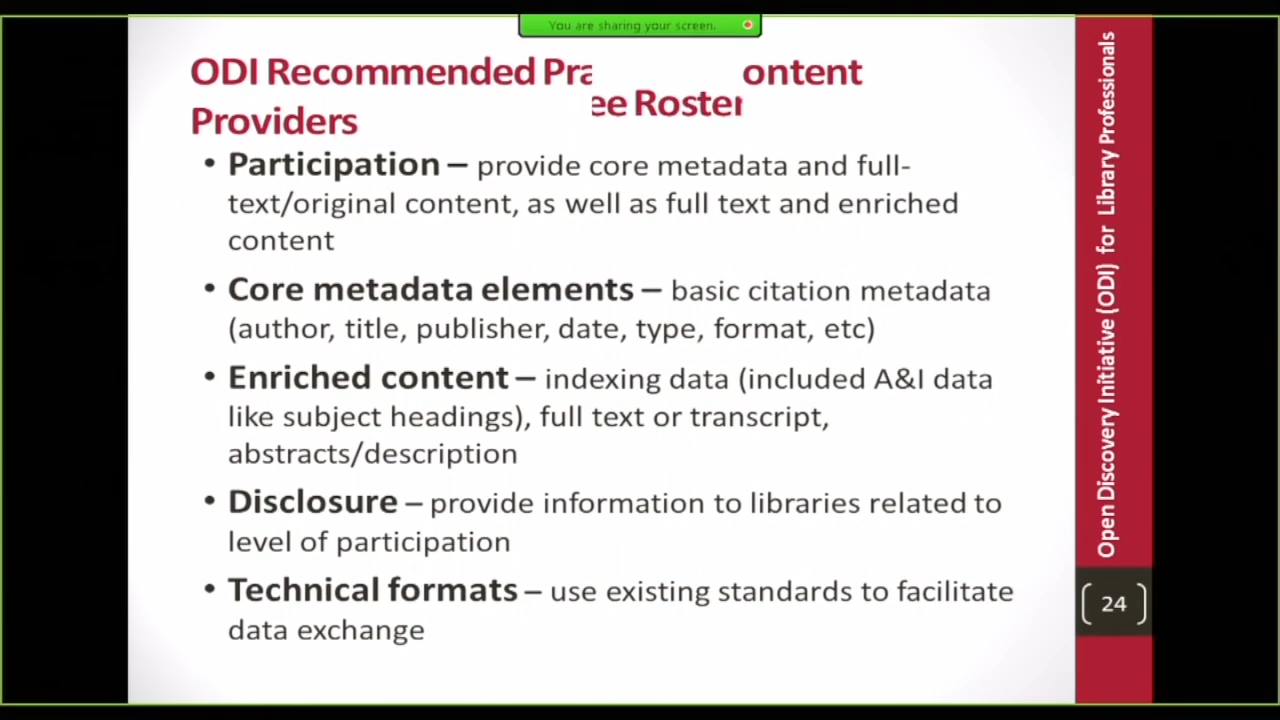 You are sharing your screen.
ODI Recommended Pra ontent
ee Roster
Providers
• Participation – provide core metadata and full-
text/original content, as well as full text and enriched
content
• Core metadata elements – basic citation metadata
(author, title, publisher, date, type, format, etc)
• Enriched content – indexing data (included A&I data
like subject headings), full text or transcript,
abstracts/description
• Disclosure – provide information to libraries related to
level of participation
• Technical formats – use existing standards to facilitate
data exchange
Open Discovery Initiative (ODI) for Library Professionals
24